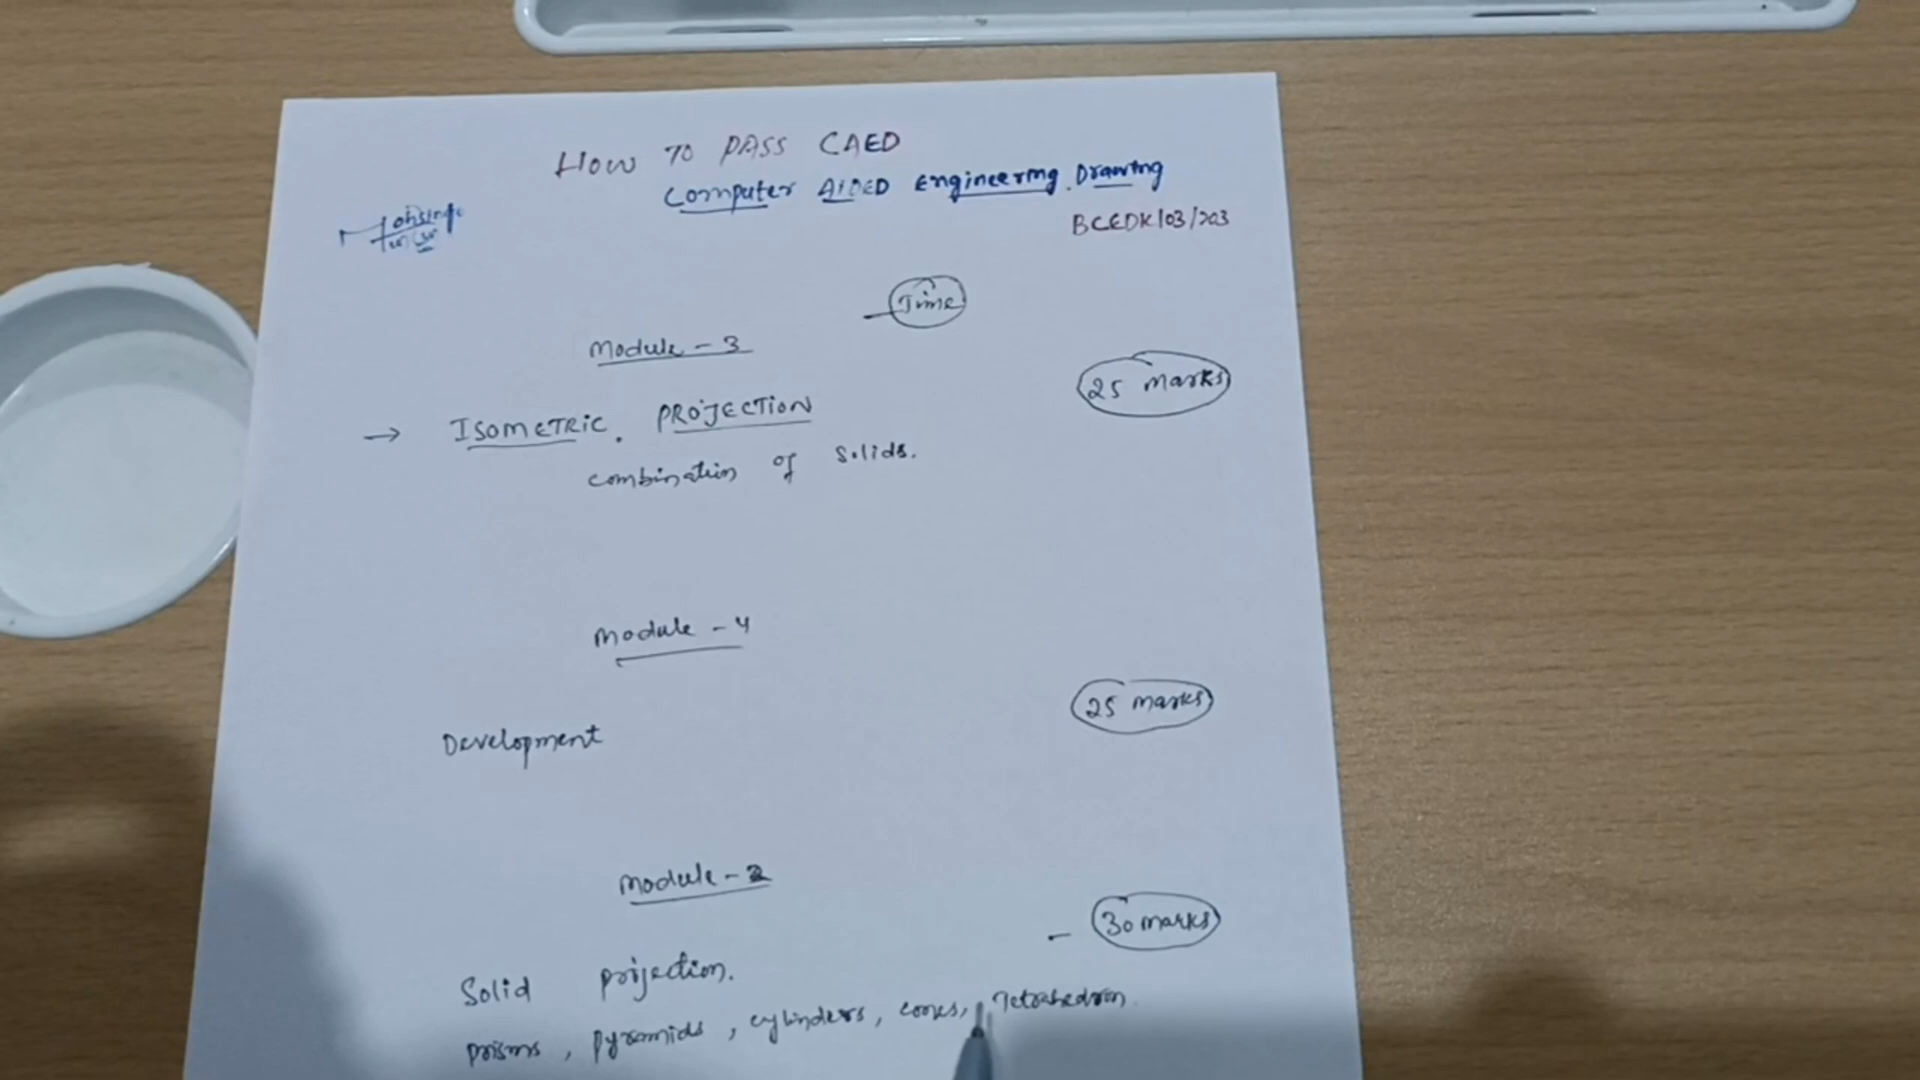 HOW TO PASS CAED
Computer AIDED Engineering Drawing
BCEDK103/203
Time
Module - 3
25 marks
→ ISOMETRIC. PROJECTION
combination of solids.
Module - 4
25 marks
Development
Module - 2
- 30 marks
Solid projection.
prisms, pyramids, cylinders, cones, Tetrahedron.